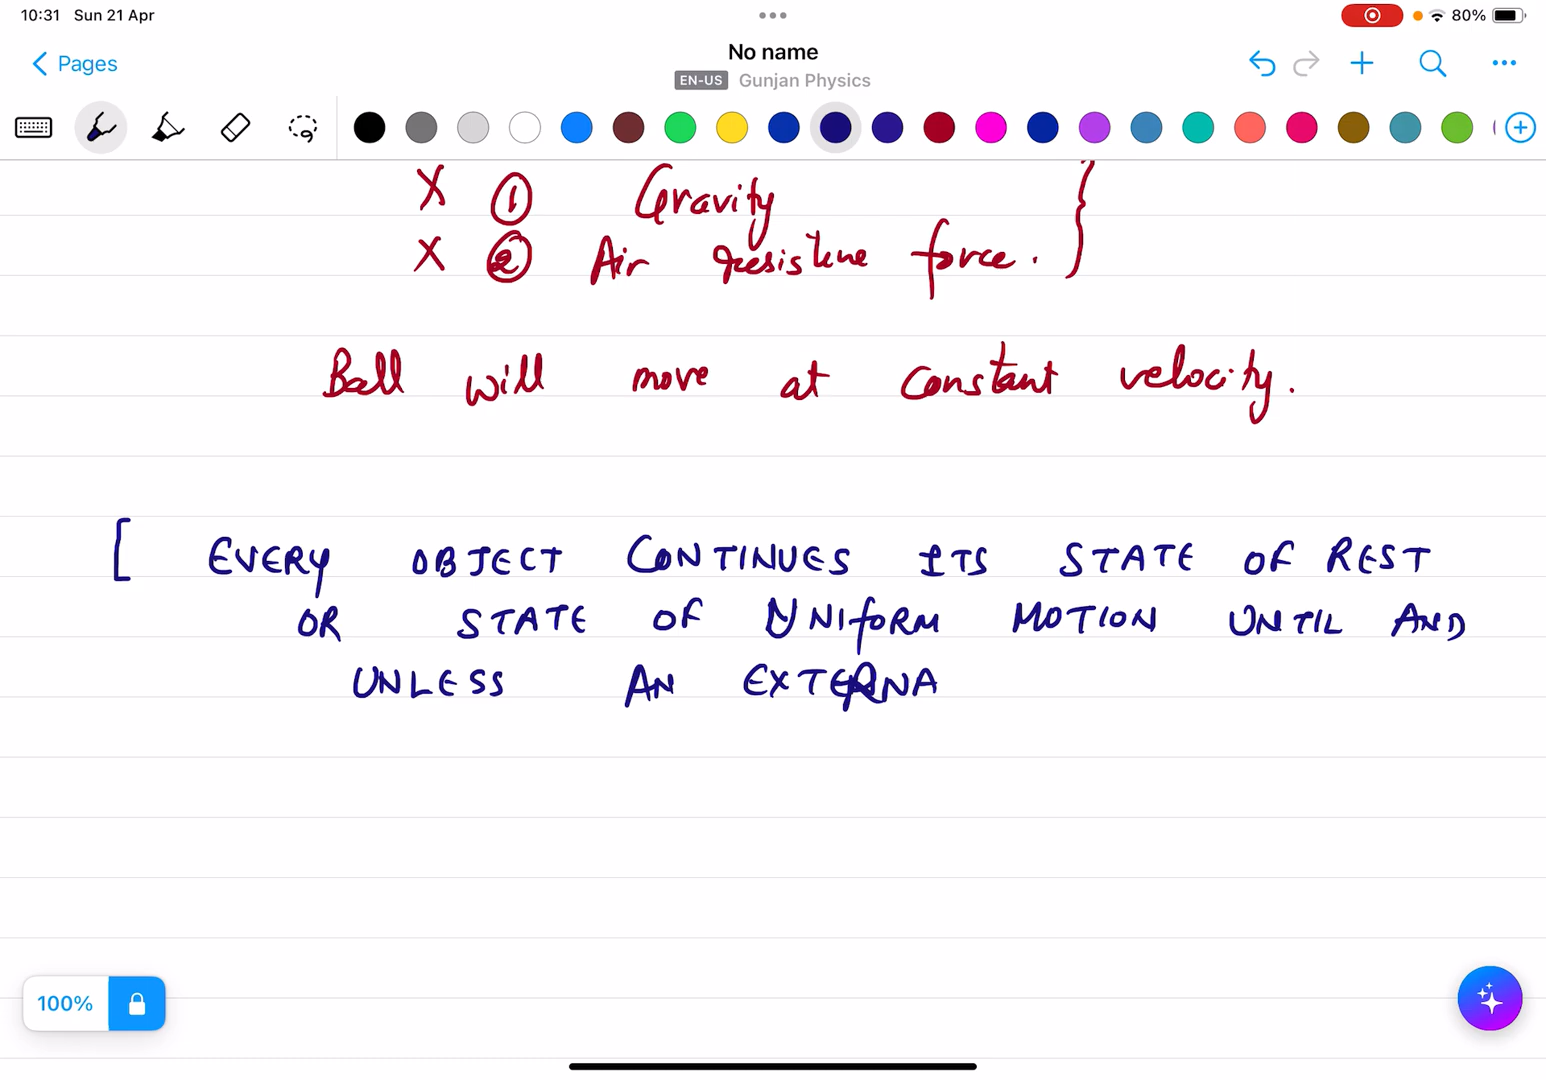 10:31 Sun 21 Apr
80%
Pages
No name
EN-US Gunjan Physics
X ① Gravity
X ② Air resistive force.
Ball will move at constant velocity.
[ EVERY OBJECT CONTINUES ITS STATE OF REST
OR STATE OF UNIfORM MOTION UNTIL AND
UNLESS AN EXTERNA
100%